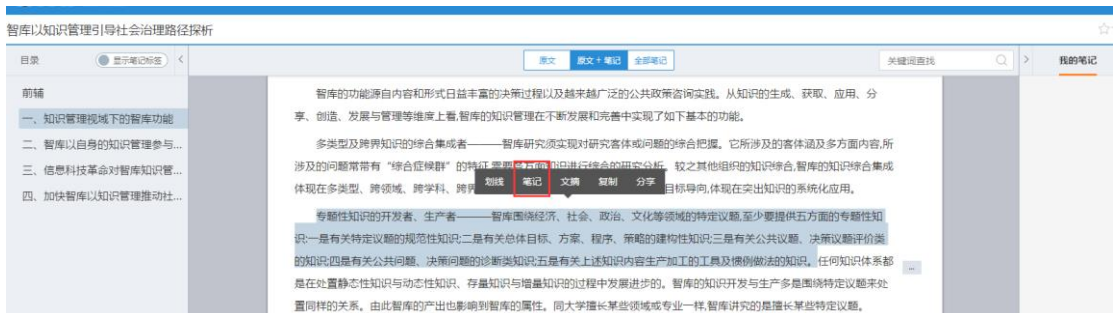 智库以知识管理引导社会治理路径探析
目录
显示笔记标签
原文
原文+笔记
全部笔记
关键词查找
我的笔记
前辅
一、知识管理视域下的智库功能
二、智库以自身的知识管理参与...
三、信息科技革命对智库知识管...
四、加快智库以知识管理推动社...
智库的功能源自内容和形式日益丰富的决策过程以及越来越广泛的公共政策咨询实践。从知识的生成、获取、应用、分
享、创造、发展与管理等维度上看,智库的知识管理在不断发展和完善中实现了如下基本的功能。
多类型及跨界知识的综合集成者———智库研究须实现对研究客体或问题的综合把握。它所涉及的客体涵及多方面内容,所
涉及的问题常带有“综合症候群”的特征,需要多方面知识进行综合的研究分析。较之其他组织的知识综合,智库的知识综合集成
划线 笔记 文摘 复制 分享
体现在多类型、跨领域、跨学科、跨界 目标导向,体现在突出知识的系统化应用。
专题性知识的开发者、生产者———智库围绕经济、社会、政治、文化等领域的特定议题,至少要提供五方面的专题性知
识:一是有关特定议题的规范性知识;二是有关总体目标、方案、程序、策略的建构性知识;三是有关公共议题、决策议题评价类
的知识;四是有关公共问题、决策问题的诊断类知识;五是有关上述知识内容生产加工的工具及惯例做法的知识。任何知识体系都
是在处置静态性知识与动态性知识、存量知识与增量知识的过程中发展进步的。智库的知识开发与生产多是围绕特定议题来处
置同样的关系。由此智库的产出也影响到智库的属性。同大学擅长某些领域或专业一样,智库讲究的是擅长某些特定议题。